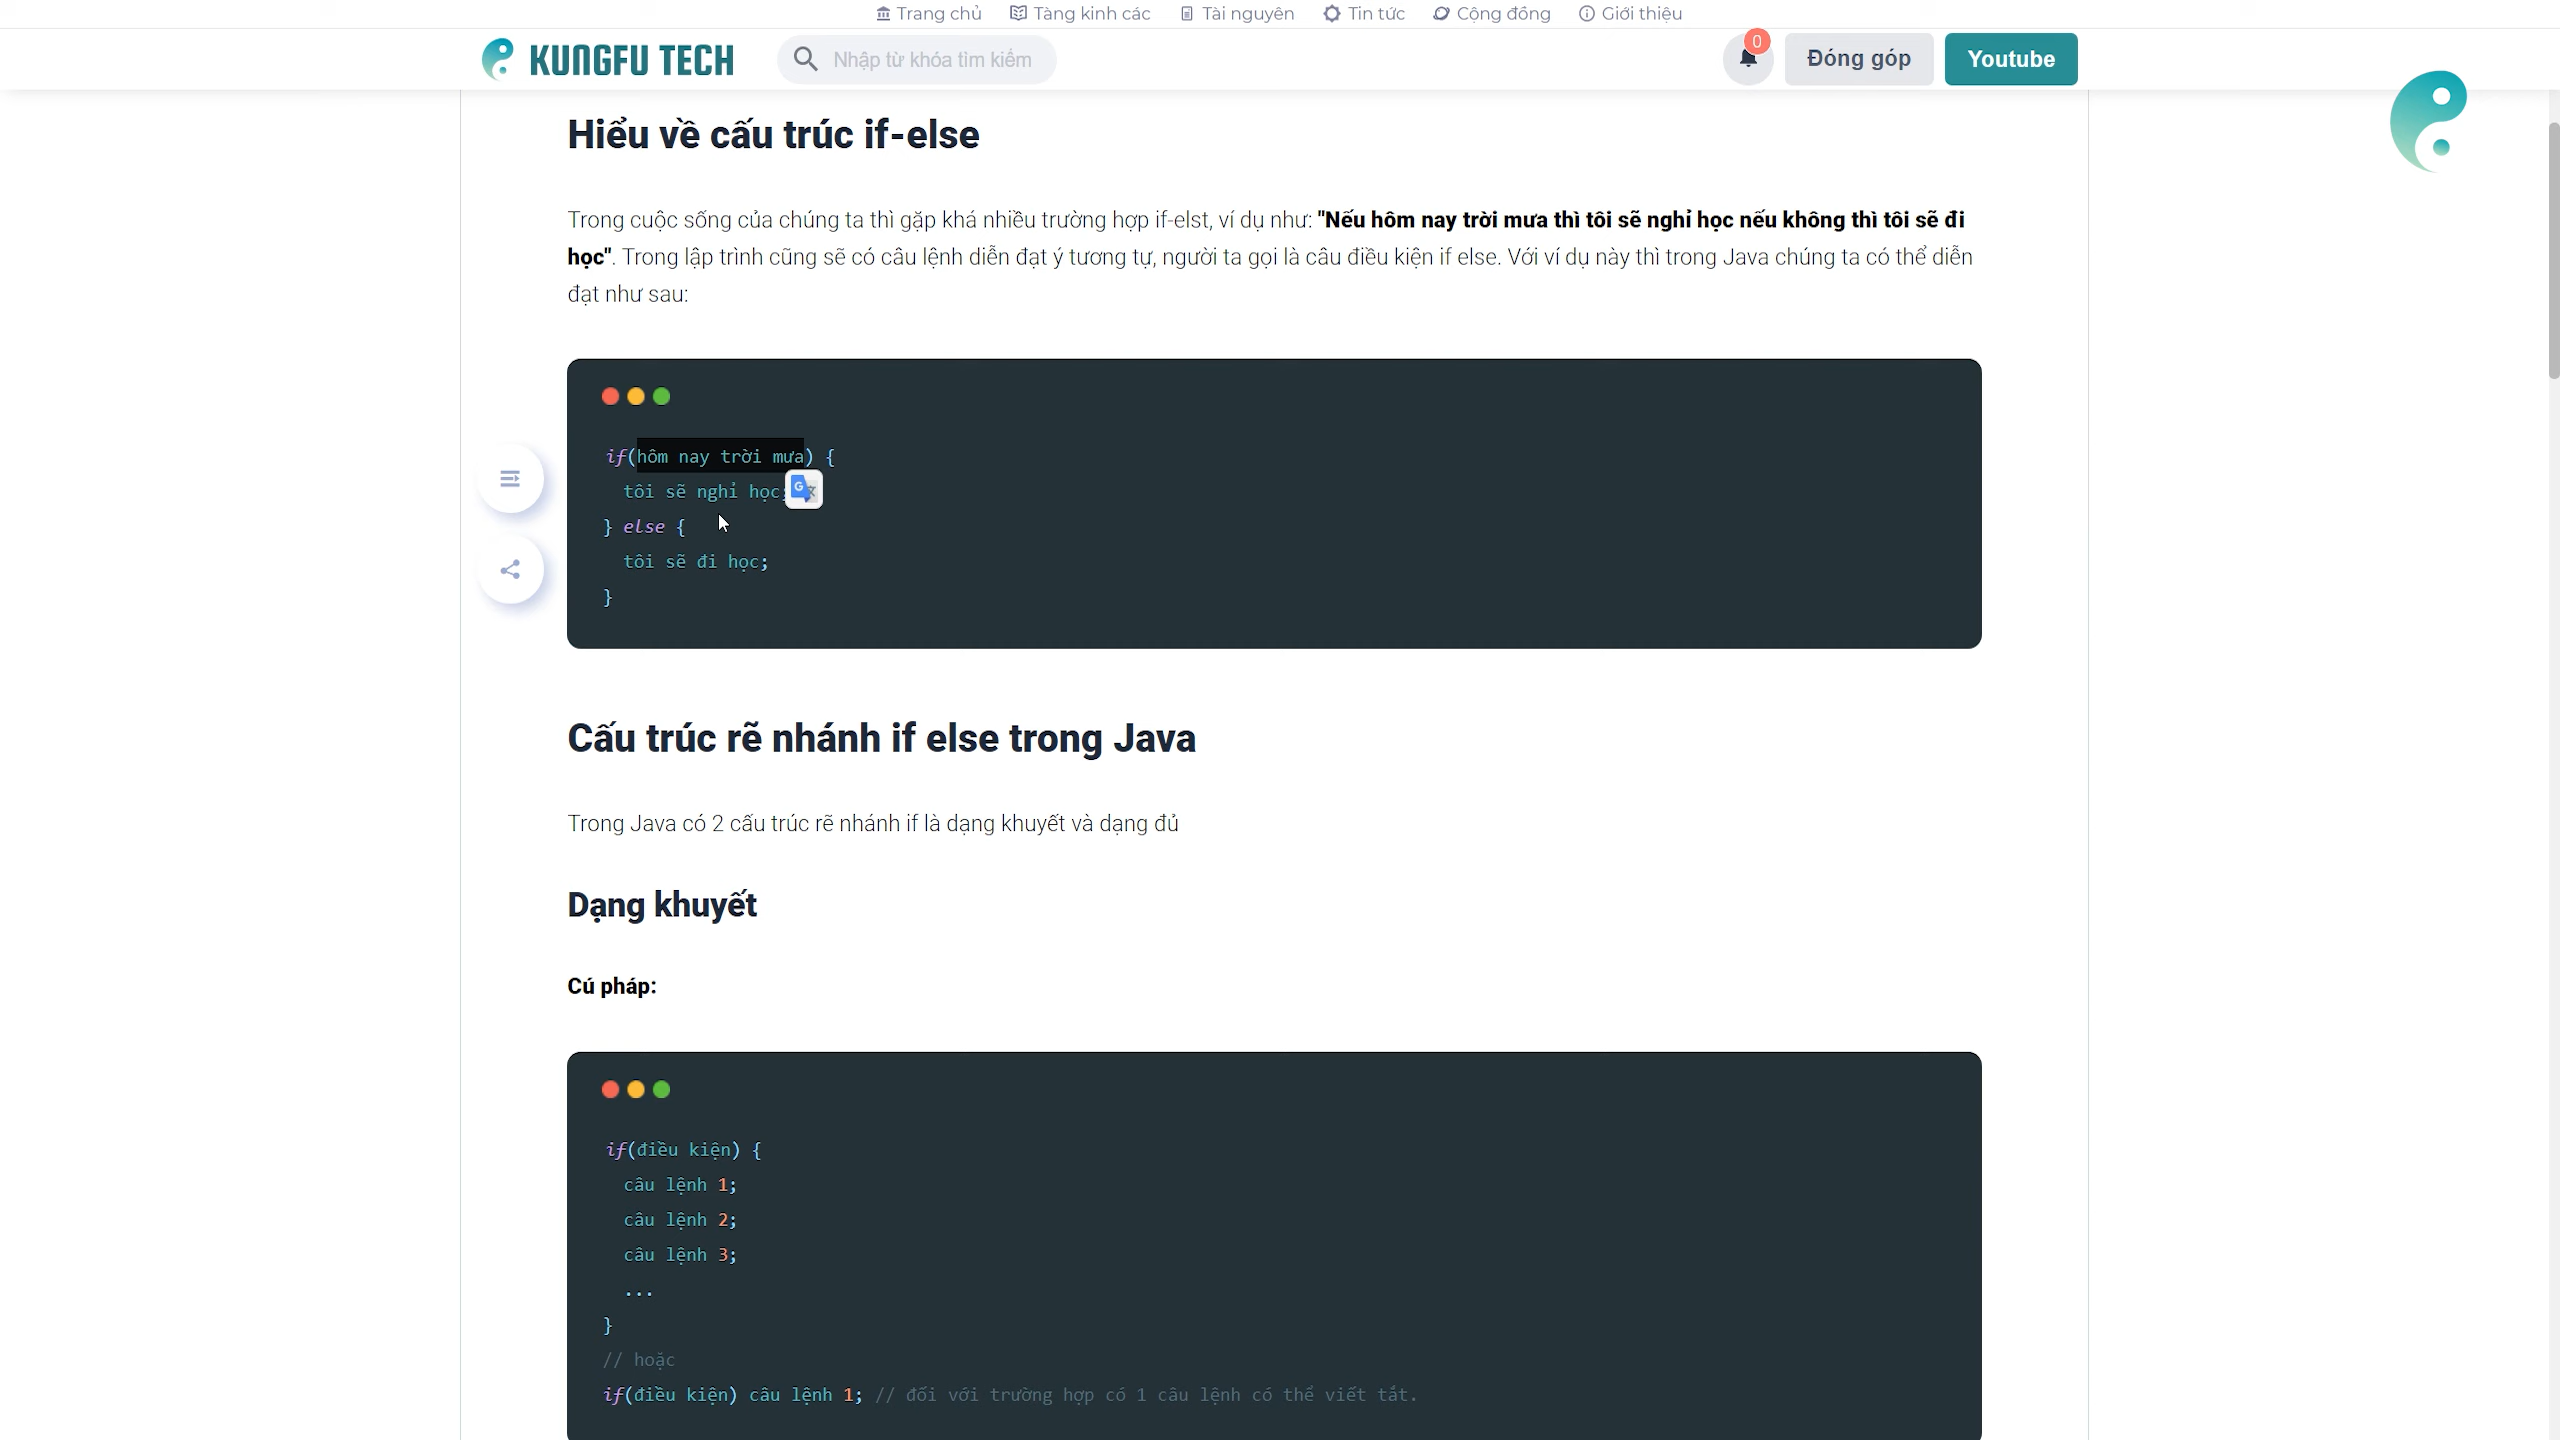 Trang chủ Tàng kinh các Tài nguyên Tin tức Cộng đồng Giới thiệu
KUNGFU TECH Nhập từ khóa tìm kiếm 0 Đóng góp Youtube
Hiểu về cấu trúc if-else
Trong cuộc sống của chúng ta thì gặp khá nhiều trường hợp if-elst, ví dụ như: "Nếu hôm nay trời mưa thì tôi sẽ nghỉ học nếu không thì tôi sẽ đi
học". Trong lập trình cũng sẽ có câu lệnh diễn đạt ý tương tự, người ta gọi là câu điều kiện if else. Với ví dụ này thì trong Java chúng ta có thể diễn
đạt như sau:
if(hôm nay trời mưa) {
tôi sẽ nghỉ học;
} else {
tôi sẽ đi học;
}
Cấu trúc rẽ nhánh if else trong Java
Trong Java có 2 cấu trúc rẽ nhánh if là dạng khuyết và dạng đủ
Dạng khuyết
Cú pháp:
if(điều kiện) {
câu lệnh 1;
câu lệnh 2;
câu lệnh 3;
...
}
// hoặc
if(điều kiện) câu lệnh 1; // đối với trường hợp có 1 câu lệnh có thể viết tắt.